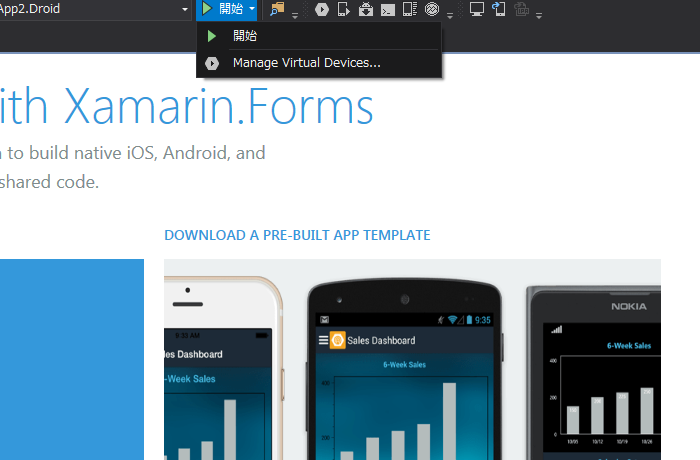 App2.Droid
開始
開始
Manage Virtual Devices...
ith Xamarin.Forms
to build native iOS, Android, and
shared code.
DOWNLOAD A PRE-BUILT APP TEMPLATE
NOKIA
9:35
9:33 AM
les Dashboard
Sales Dashboard
6-Week Sales
-Week Sales
6-Week Sales
400
400
200
200
0
10/05 10/12 10/19 10/26